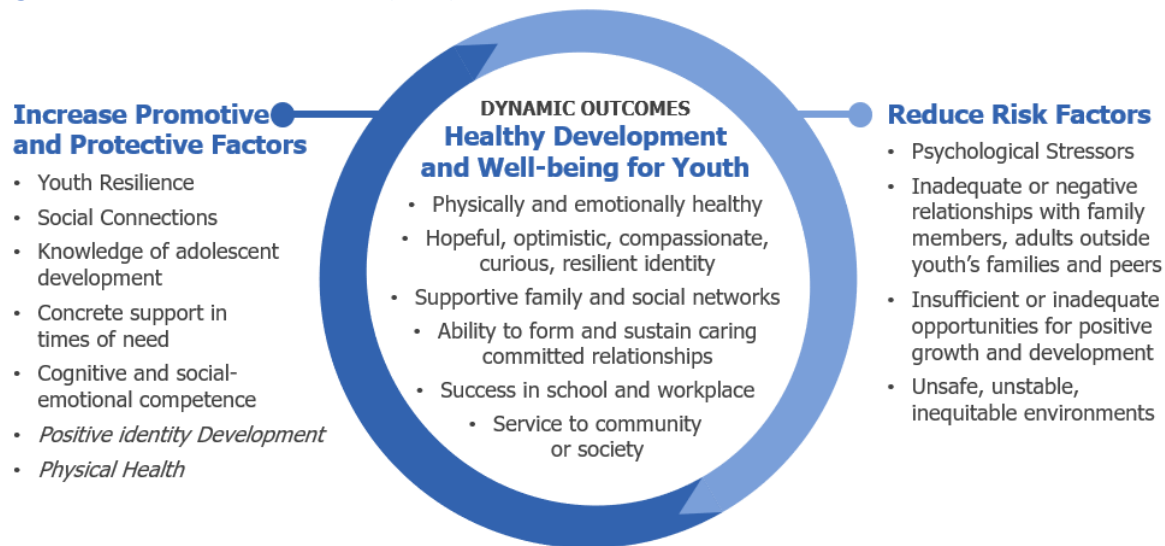 Increase Promotive
and Protective Factors
• Youth Resilience
• Social Connections
• Knowledge of adolescent
development
• Concrete support in
times of need
• Cognitive and social-
emotional competence
• Positive identity Development
• Physical Health
DYNAMIC OUTCOMES
Healthy Development
and Well-being for Youth
• Physically and emotionally healthy
• Hopeful, optimistic, compassionate,
curious, resilient identity
• Supportive family and social networks
• Ability to form and sustain caring
committed relationships
• Success in school and workplace
• Service to community
or society
Reduce Risk Factors
• Psychological Stressors
• Inadequate or negative
relationships with family
members, adults outside
youth's families and peers
• Insufficient or inadequate
opportunities for positive
growth and development
• Unsafe, unstable,
inequitable environments